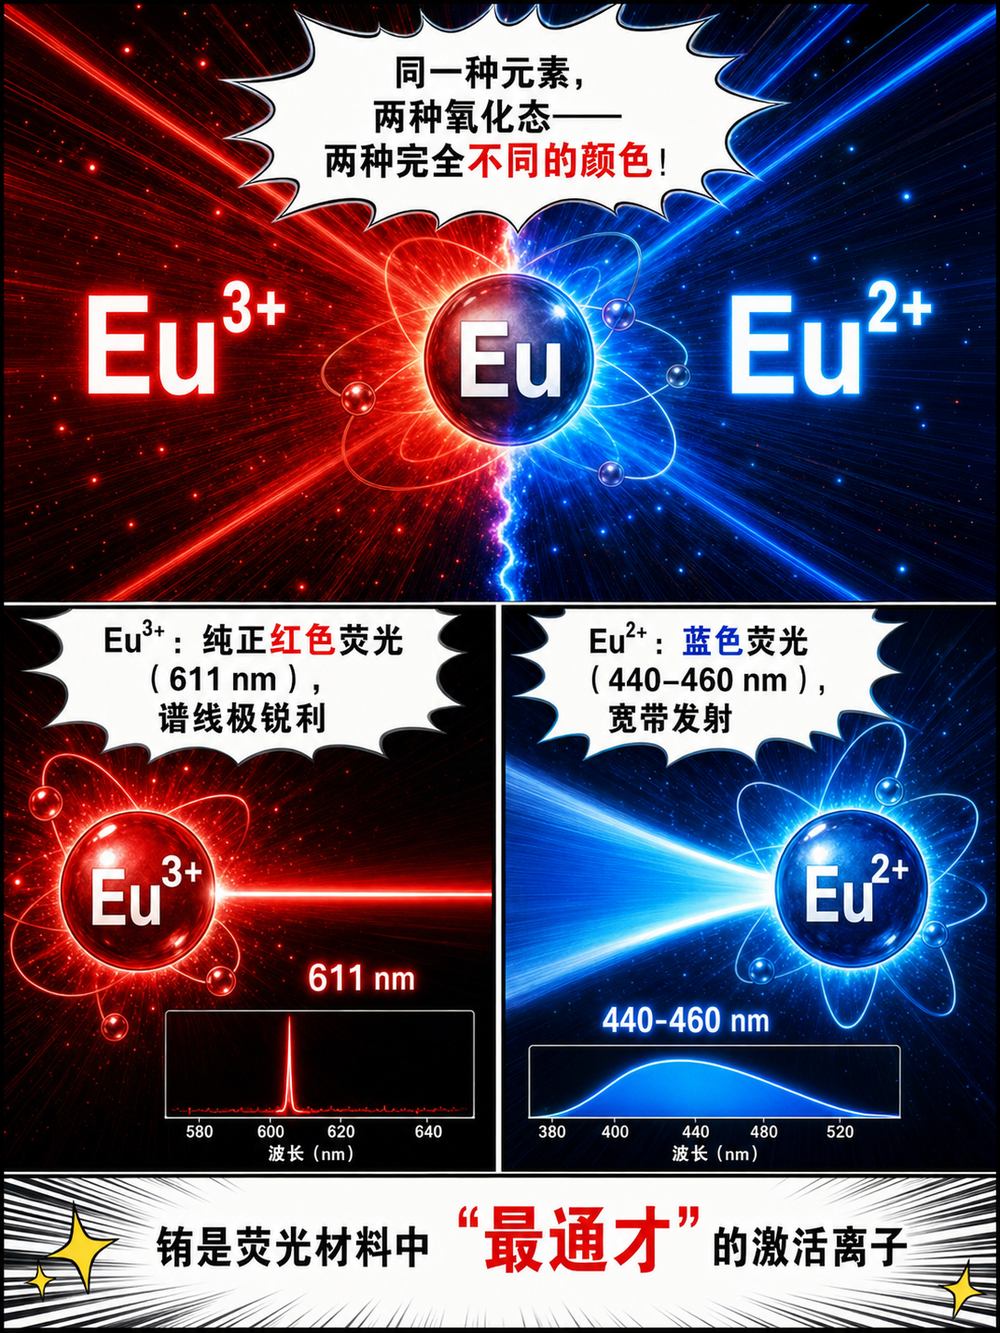 同一种元素，
两种氧化态——
两种完全不同的颜色！
Eu³⁺
Eu
Eu²⁺
Eu³⁺：纯正红色荧光
（611 nm），
谱线极锐利
Eu³⁺
611 nm
580 600 620 640
波长（nm）
Eu²⁺：蓝色荧光
（440–460 nm），
宽带发射
Eu²⁺
440-460 nm
380 400 440 480 520
波长（nm）
铕是荧光材料中“最通才”的激活离子